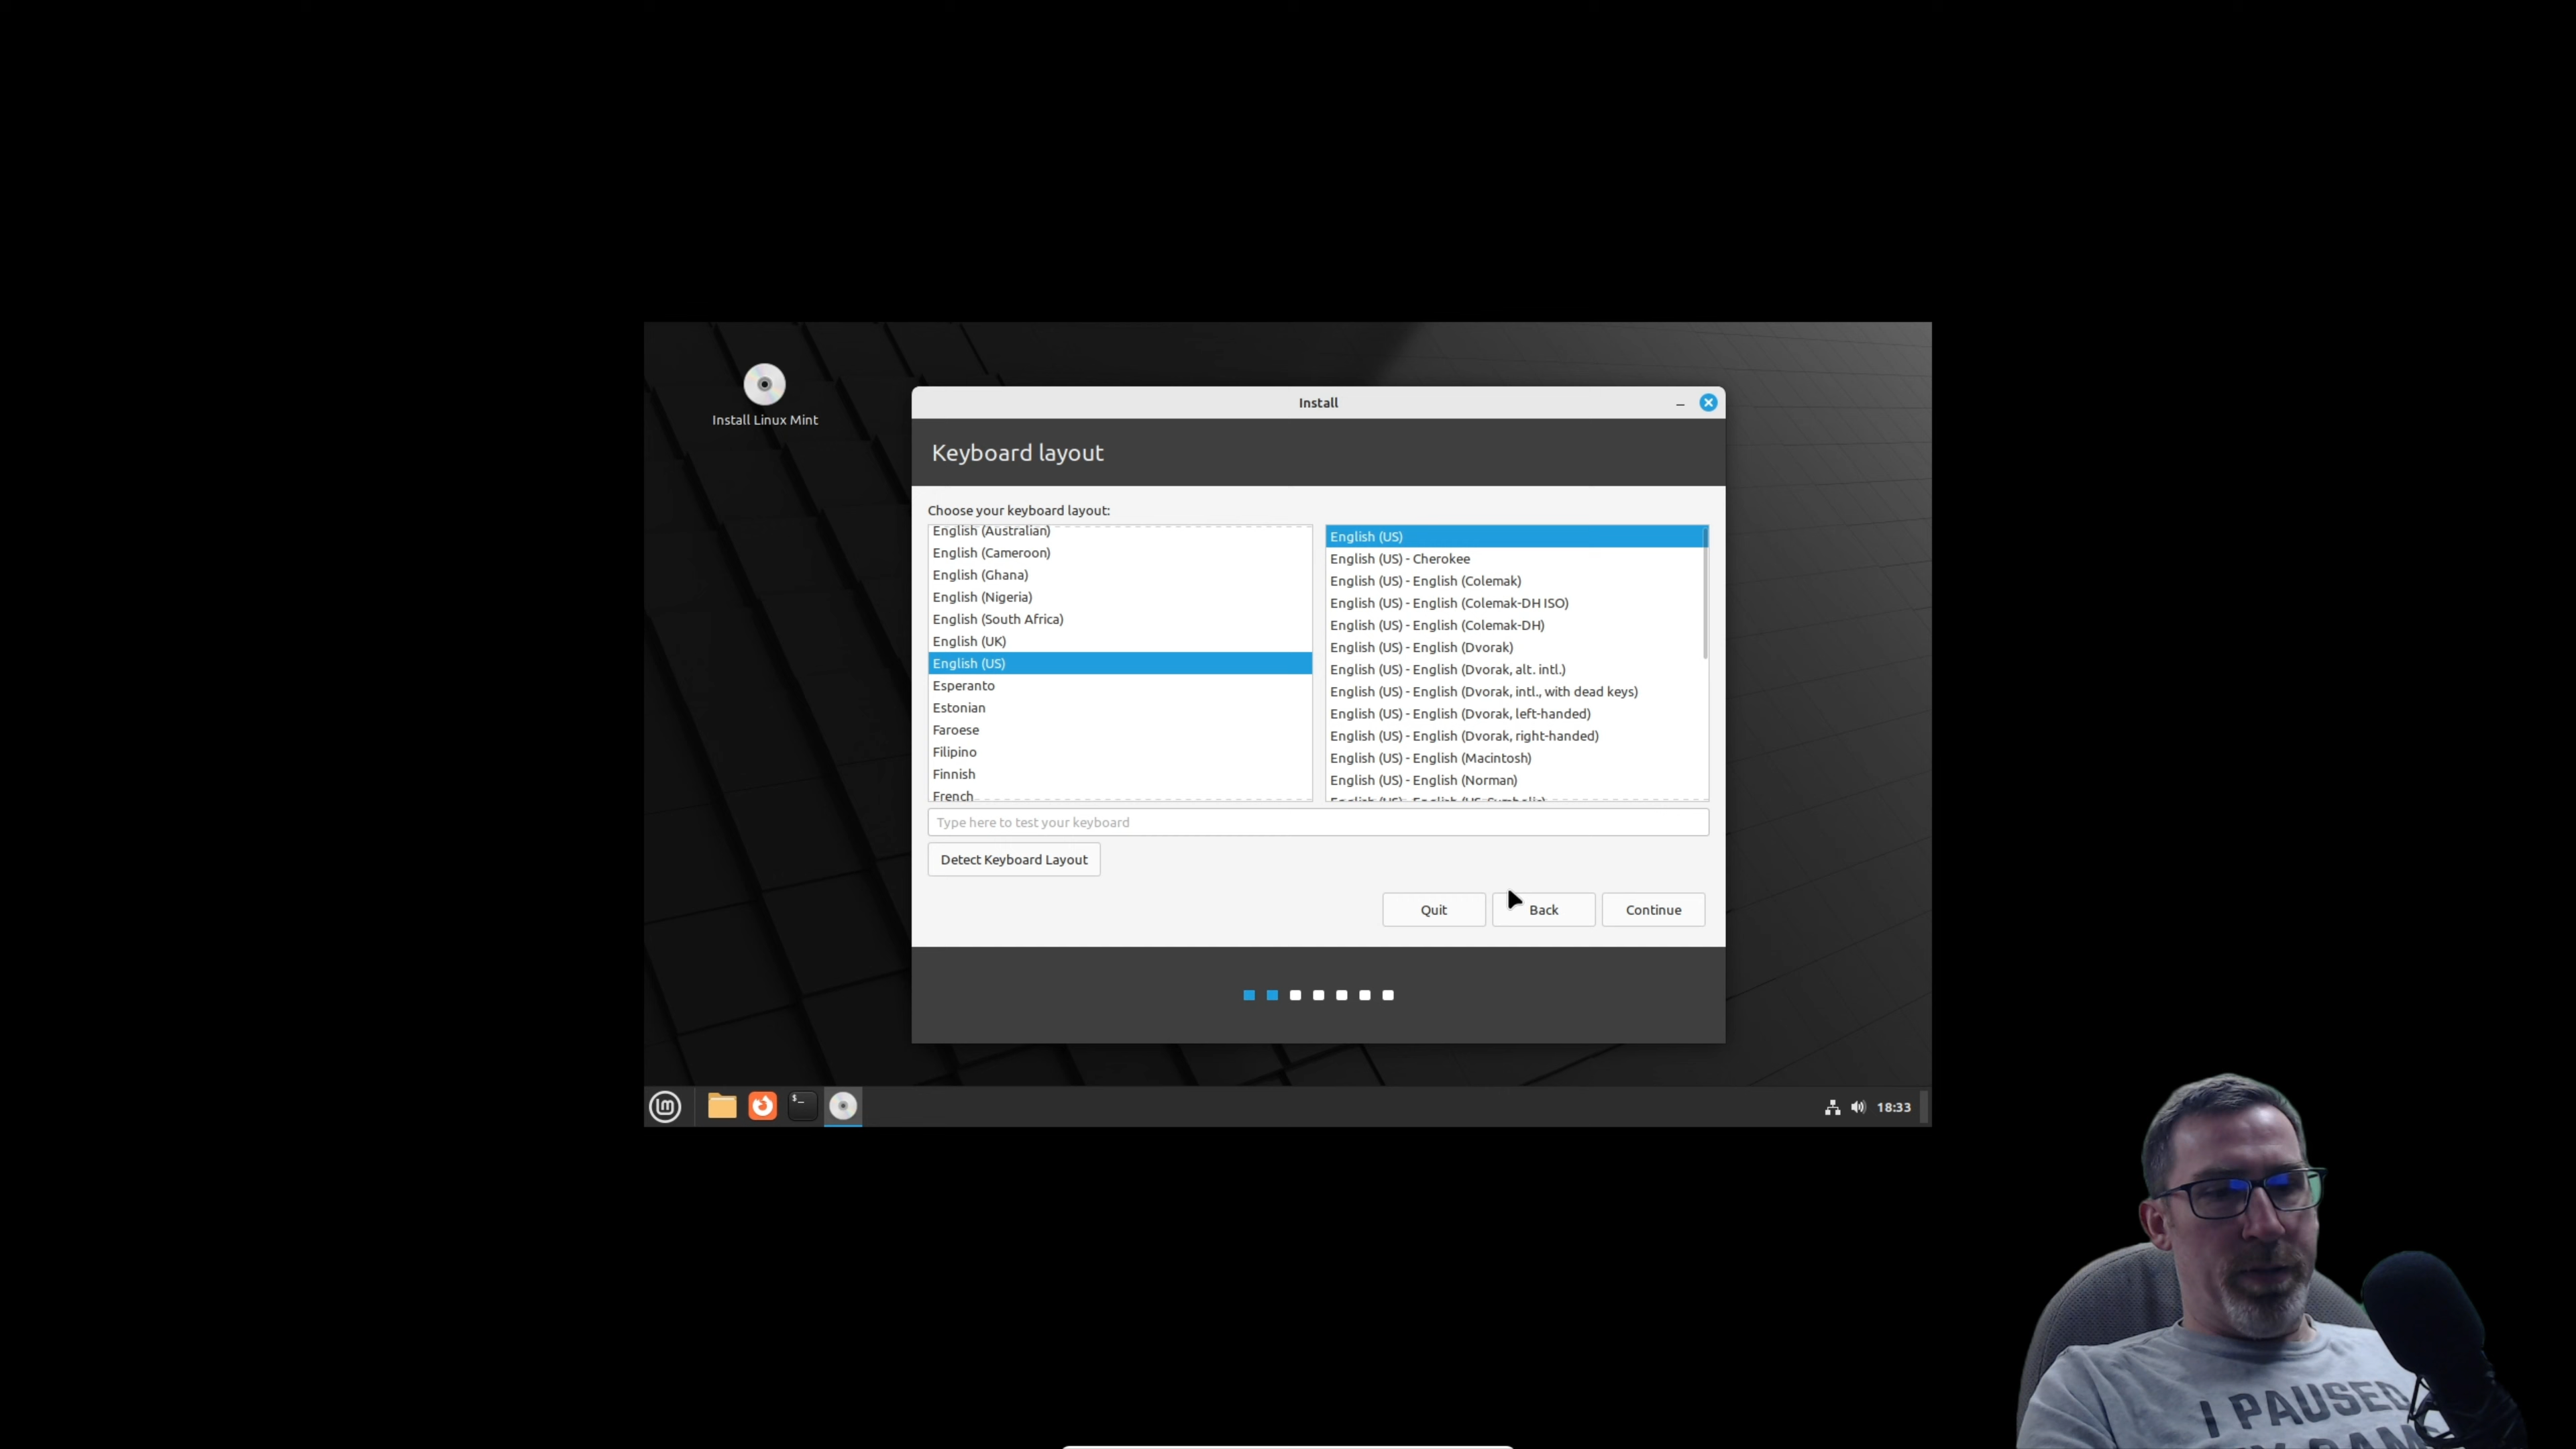 Install Linux Mint
Install
Keyboard layout
Choose your keyboard layout:
English (Australian)
English (Cameroon)
English (Ghana)
English (Nigeria)
English (South Africa)
English (UK)
English (US)
Esperanto
Estonian
Faroese
Filipino
Finnish
French
English (US)
English (US) - Cherokee
English (US) - English (Colemak)
English (US) - English (Colemak-DH ISO)
English (US) - English (Colemak-DH)
English (US) - English (Dvorak)
English (US) - English (Dvorak, alt. intl.)
English (US) - English (Dvorak, intl., with dead keys)
English (US) - English (Dvorak, left-handed)
English (US) - English (Dvorak, right-handed)
English (US) - English (Macintosh)
English (US) - English (Norman)
English (US) - English (US, Symbolic)
Type here to test your keyboard
Detect Keyboard Layout
Quit
Back
Continue
18:33
I PAUSED